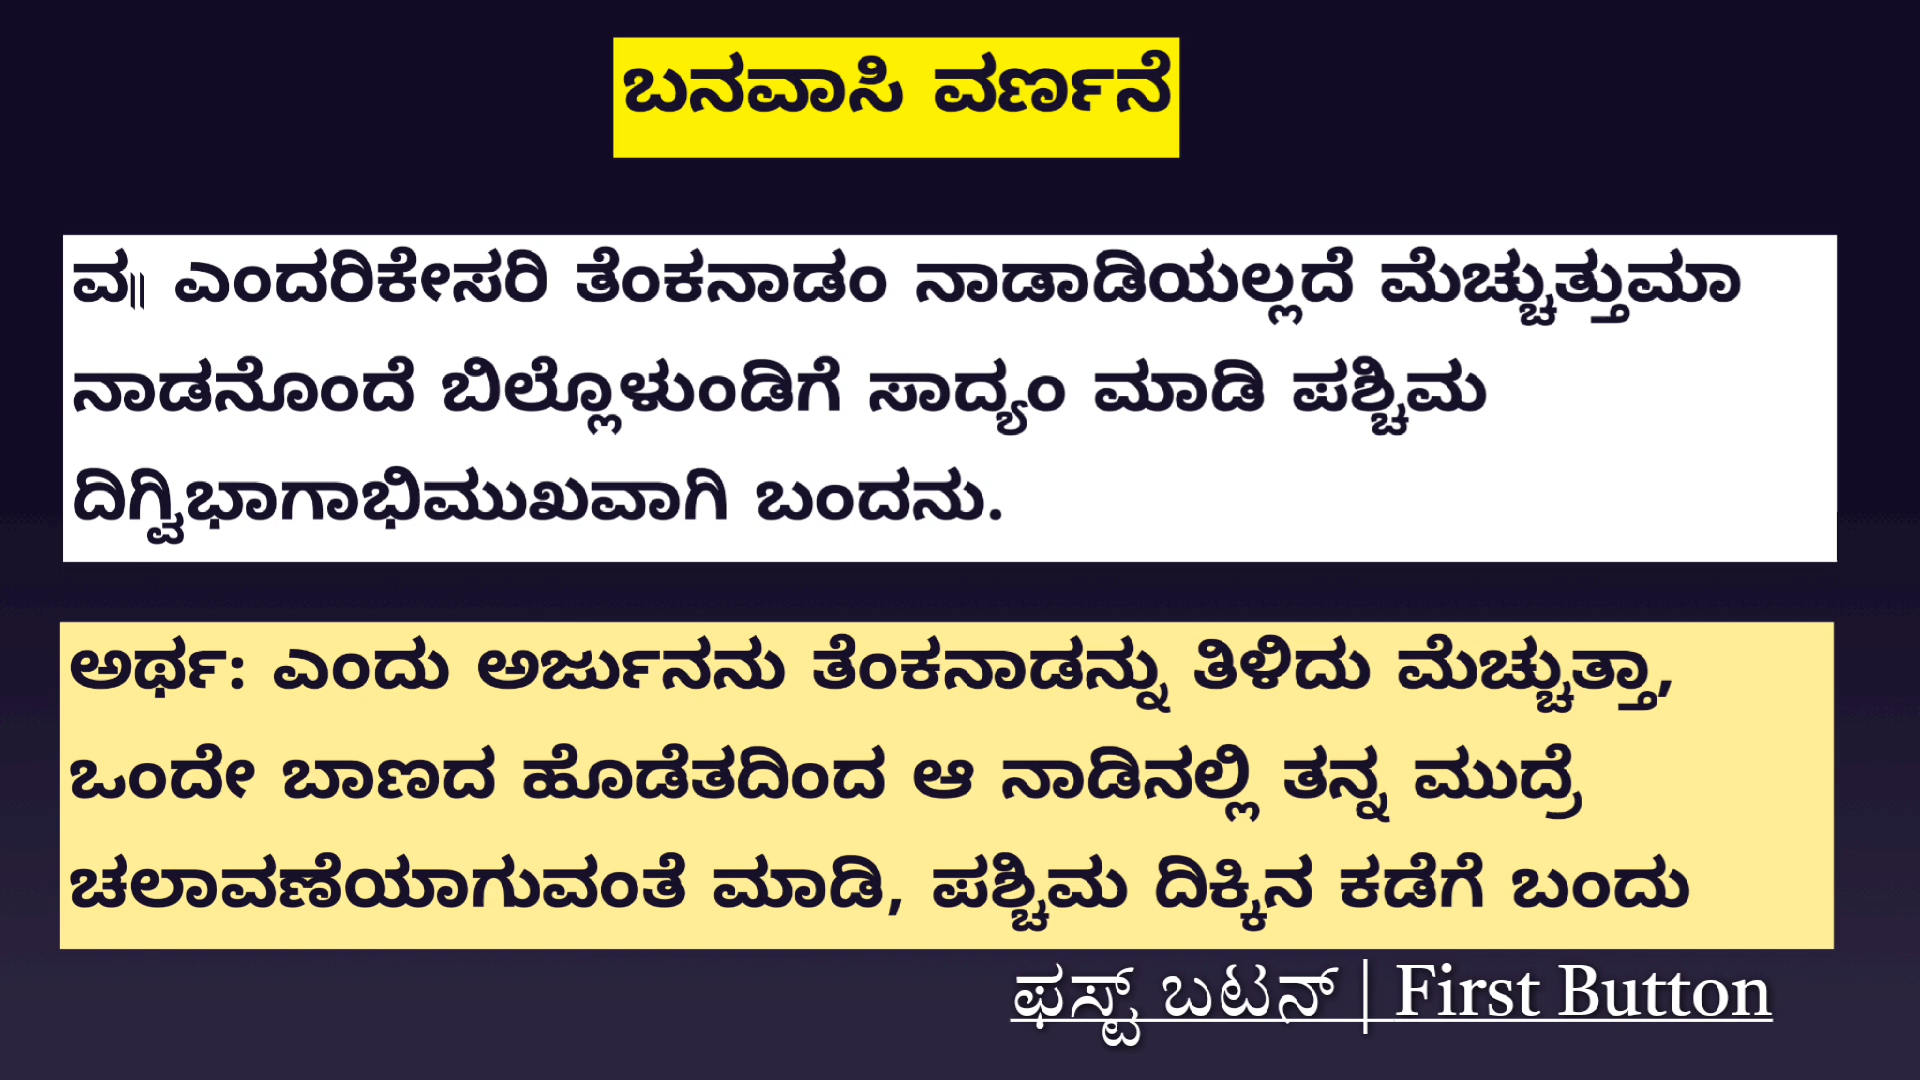 ಬನವಾಸಿ ವರ್ಣನೆ
ವ॥ ಎಂದರಿಕೇಸರಿ ತೆಂಕನಾಡಂ ನಾಡಾಡಿಯಲ್ಲದೆ ಮೆಚ್ಚುತ್ತುಮಾ
ನಾಡನೊಂದೆ ಬಿಲ್ಲೊಳುಂಡಿಗೆ ಸಾದ್ಯಂ ಮಾಡಿ ಪಶ್ಚಿಮ
ದಿಗ್ವಿಭಾಗಾಭಿಮುಖವಾಗಿ ಬಂದನು.
ಅರ್ಥ: ಎಂದು ಅರ್ಜುನನು ತೆಂಕನಾಡನ್ನು ತಿಳಿದು ಮೆಚ್ಚುತ್ತಾ,
ಒಂದೇ ಬಾಣದ ಹೊಡೆತದಿಂದ ಆ ನಾಡಿನಲ್ಲಿ ತನ್ನ ಮುದ್ರೆ
ಚಲಾವಣೆಯಾಗುವಂತೆ ಮಾಡಿ, ಪಶ್ಚಿಮ ದಿಕ್ಕಿನ ಕಡೆಗೆ ಬಂದು
ಫಸ್ಟ್ ಬಟನ್ | First Button